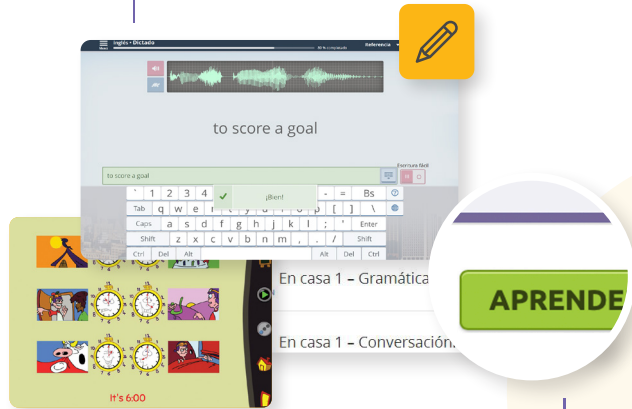 Inglés • Dictado
Referencia
to score a goal
Escritura fácil
to score a goal
¡Bien!
` 1 2 3 4 - = Bs
Tab q w e r t y u i o p [ ] \
Caps a s d f g h j k l ; ' Enter
Shift z x c v b n m , . / Shift
Ctrl Del Alt Alt Del Ctrl
En casa 1 – Gramática
APRENDE
En casa 1 – Conversación
It's 6:00